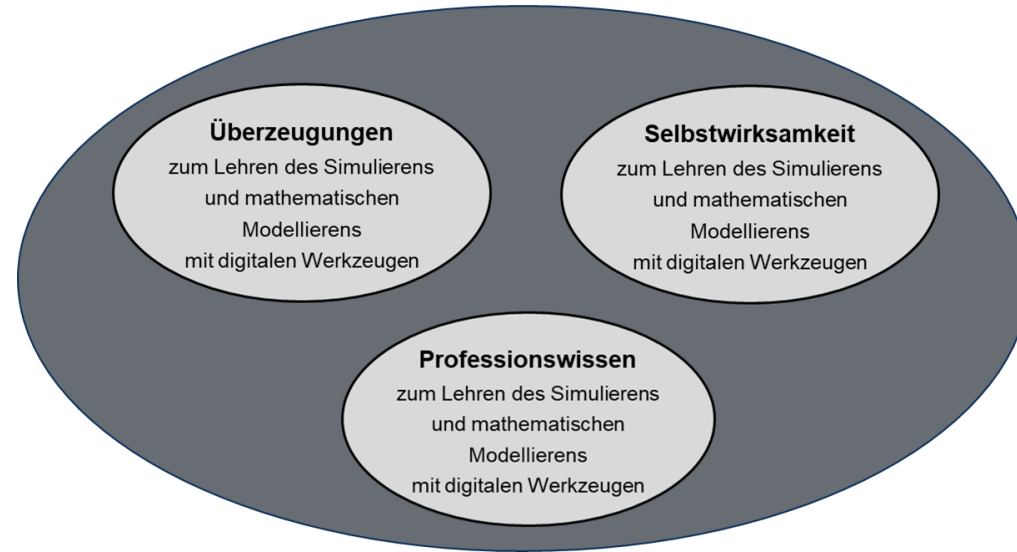 Überzeugungen
zum Lehren des Simulierens
und mathematischen
Modellierens
mit digitalen Werkzeugen
Selbstwirksamkeit
zum Lehren des Simulierens
und mathematischen
Modellierens
mit digitalen Werkzeugen
Professionswissen
zum Lehren des Simulierens
und mathematischen
Modellierens
mit digitalen Werkzeugen